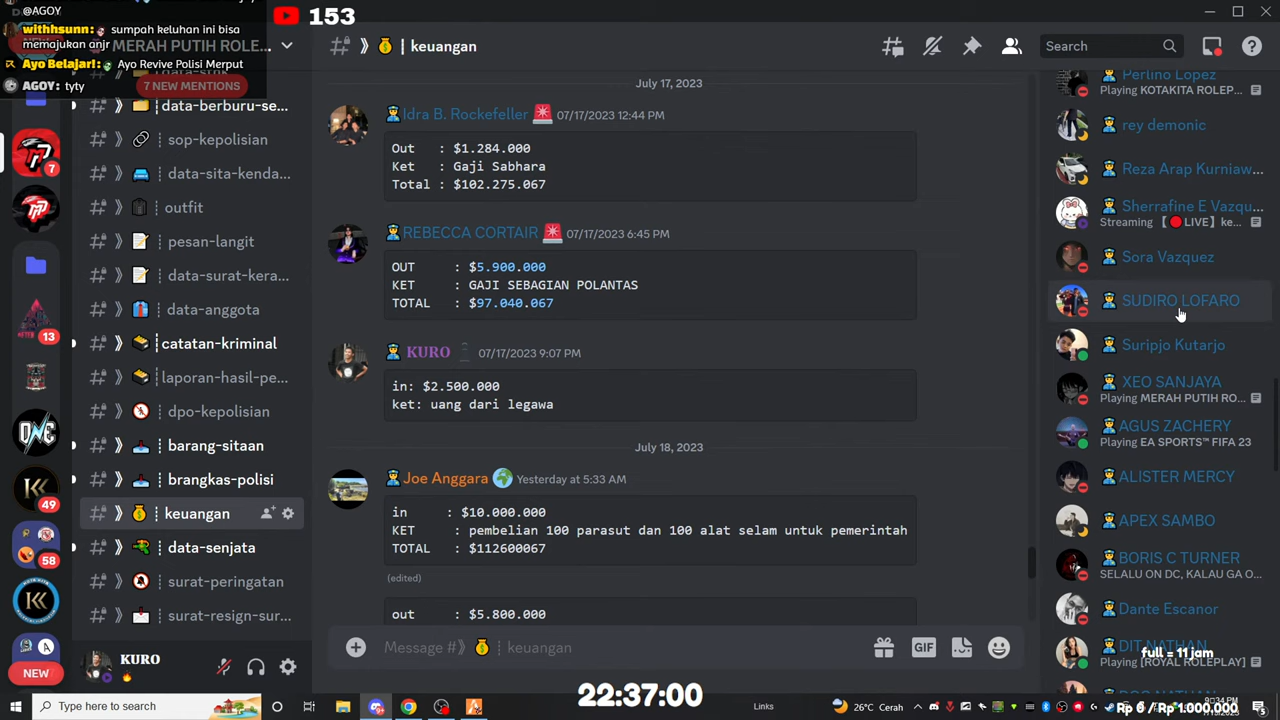 @AGOY
withhsunn: sumpah keluhan ini bisa
memajukan anjr
Ayo Belajar!: Ayo Revive Polisi Merput
AGOY: tyty
153
MERAH PUTIH ROLE...
7 NEW MENTIONS
data-berburu-se...
sop-kepolisian
data-sita-kenda...
outfit
pesan-langit
data-surat-kera...
data-anggota
catatan-kriminal
laporan-hasil-pe...
dpo-kepolisian
barang-sitaan
brangkas-polisi
keuangan
data-senjata
surat-peringatan
surat-resign-sur...
7
13
49
58
NEW
KURO
| keuangan
Search
July 17, 2023
Idra B. Rockefeller 07/17/2023 12:44 PM
Out : $1.284.000
Ket : Gaji Sabhara
Total : $102.275.067
REBECCA CORTAIR 07/17/2023 6:45 PM
OUT : $5.900.000
KET : GAJI SEBAGIAN POLANTAS
TOTAL : $97.040.067
KURO 07/17/2023 9:07 PM
in: $2.500.000
ket: uang dari legawa
July 18, 2023
Joe Anggara Yesterday at 5:33 AM
in : $10.000.000
KET : pembelian 100 parasut dan 100 alat selam untuk pemerintah
TOTAL : $112600067
(edited)
out : $5.800.000
Message #》 | keuangan
GIF
Perlino Lopez
Playing KOTAKITA ROLEP...
rey demonic
Reza Arap Kurniaw...
Sherrafine E Vazqu...
Streaming 【🔴LIVE】ke...
Sora Vazquez
SUDIRO LOFARO
Suripjo Kutarjo
XEO SANJAYA
Playing MERAH PUTIH RO...
AGUS ZACHERY
Playing EA SPORTS™ FIFA 23
ALISTER MERCY
APEX SAMBO
BORIS C TURNER
SELALU ON DC, KALAU GA O...
Dante Escanor
DIT NATHAN
full = 11 jam
Playing [ROYAL ROLEPLAY]
22:37:00
Type here to search
Links
26°C Cerah
Rp 0 / Rp 1.000.000